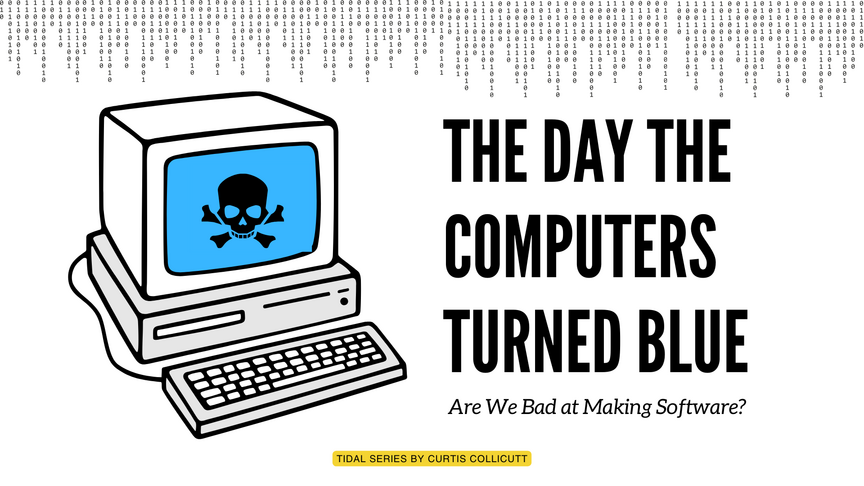 THE DAY THE
COMPUTERS
TURNED BLUE
Are We Bad at Making Software?
TIDAL SERIES BY CURTIS COLLICUTT